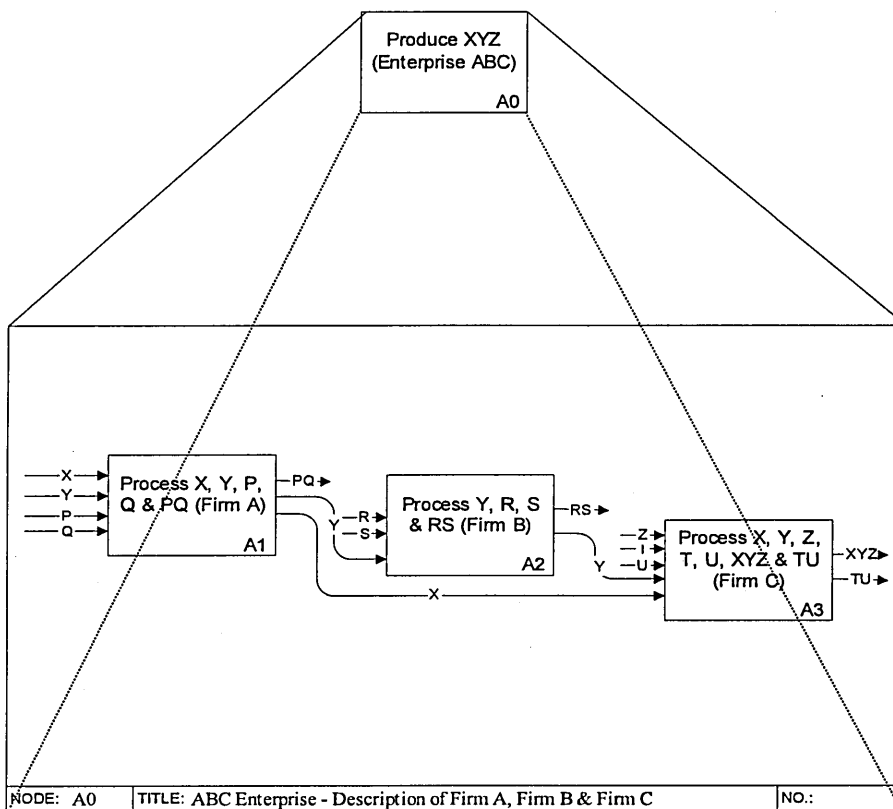 Produce XYZ
(Enterprise ABC)
A0
X
Y
P
Q
Process X, Y, P,
Q & PQ (Firm A)
A1
PQ
Y
R
S
Process Y, R, S
& RS (Firm B)
A2
RS
Y
X
Z
I
U
Process X, Y, Z,
T, U, XYZ & TU
(Firm C)
A3
XYZ
TU
NODE: A0
TITLE: ABC Enterprise - Description of Firm A, Firm B & Firm C
NO.: